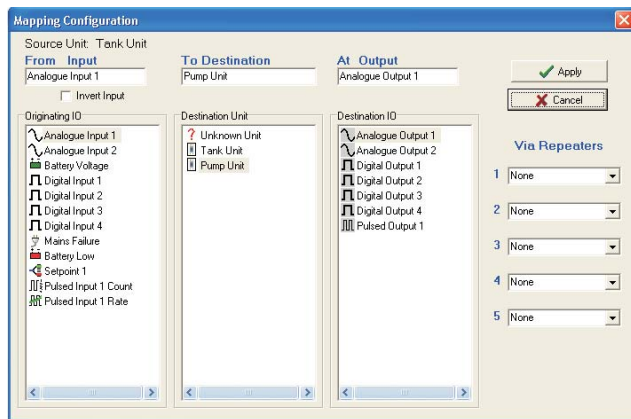 Mapping Configuration
Source Unit: Tank Unit
From Input
Analogue Input 1
Invert Input
To Destination
Pump Unit
At Output
Analogue Output 1
Apply
Cancel
Originating IO
Analogue Input 1
Analogue Input 2
Battery Voltage
Digital Input 1
Digital Input 2
Digital Input 3
Digital Input 4
Mains Failure
Battery Low
Setpoint 1
Pulsed Input 1 Count
Pulsed Input 1 Rate
Destination Unit
Unknown Unit
Tank Unit
Pump Unit
Destination IO
Analogue Output 1
Analogue Output 2
Digital Output 1
Digital Output 2
Digital Output 3
Digital Output 4
Pulsed Output 1
Via Repeaters
1 None
2 None
3 None
4 None
5 None